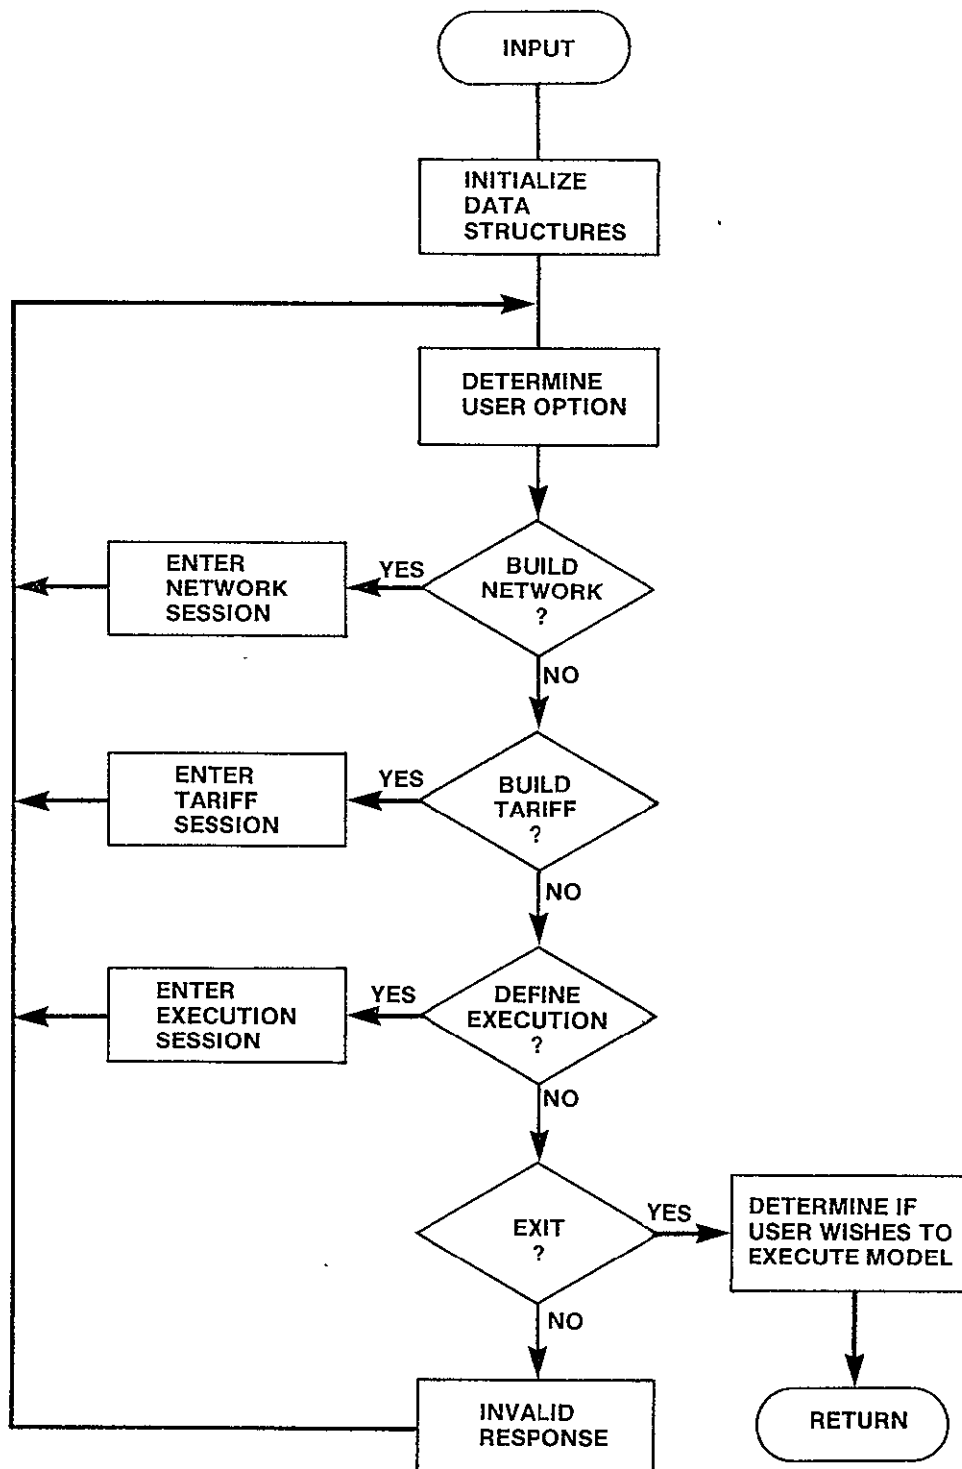 INPUT
INITIALIZE
DATA
STRUCTURES
DETERMINE
USER OPTION
BUILD
NETWORK
?
YES
ENTER
NETWORK
SESSION
NO
BUILD
TARIFF
?
YES
ENTER
TARIFF
SESSION
NO
DEFINE
EXECUTION
?
YES
ENTER
EXECUTION
SESSION
NO
EXIT
?
YES
DETERMINE IF
USER WISHES TO
EXECUTE MODEL
NO
INVALID
RESPONSE
RETURN